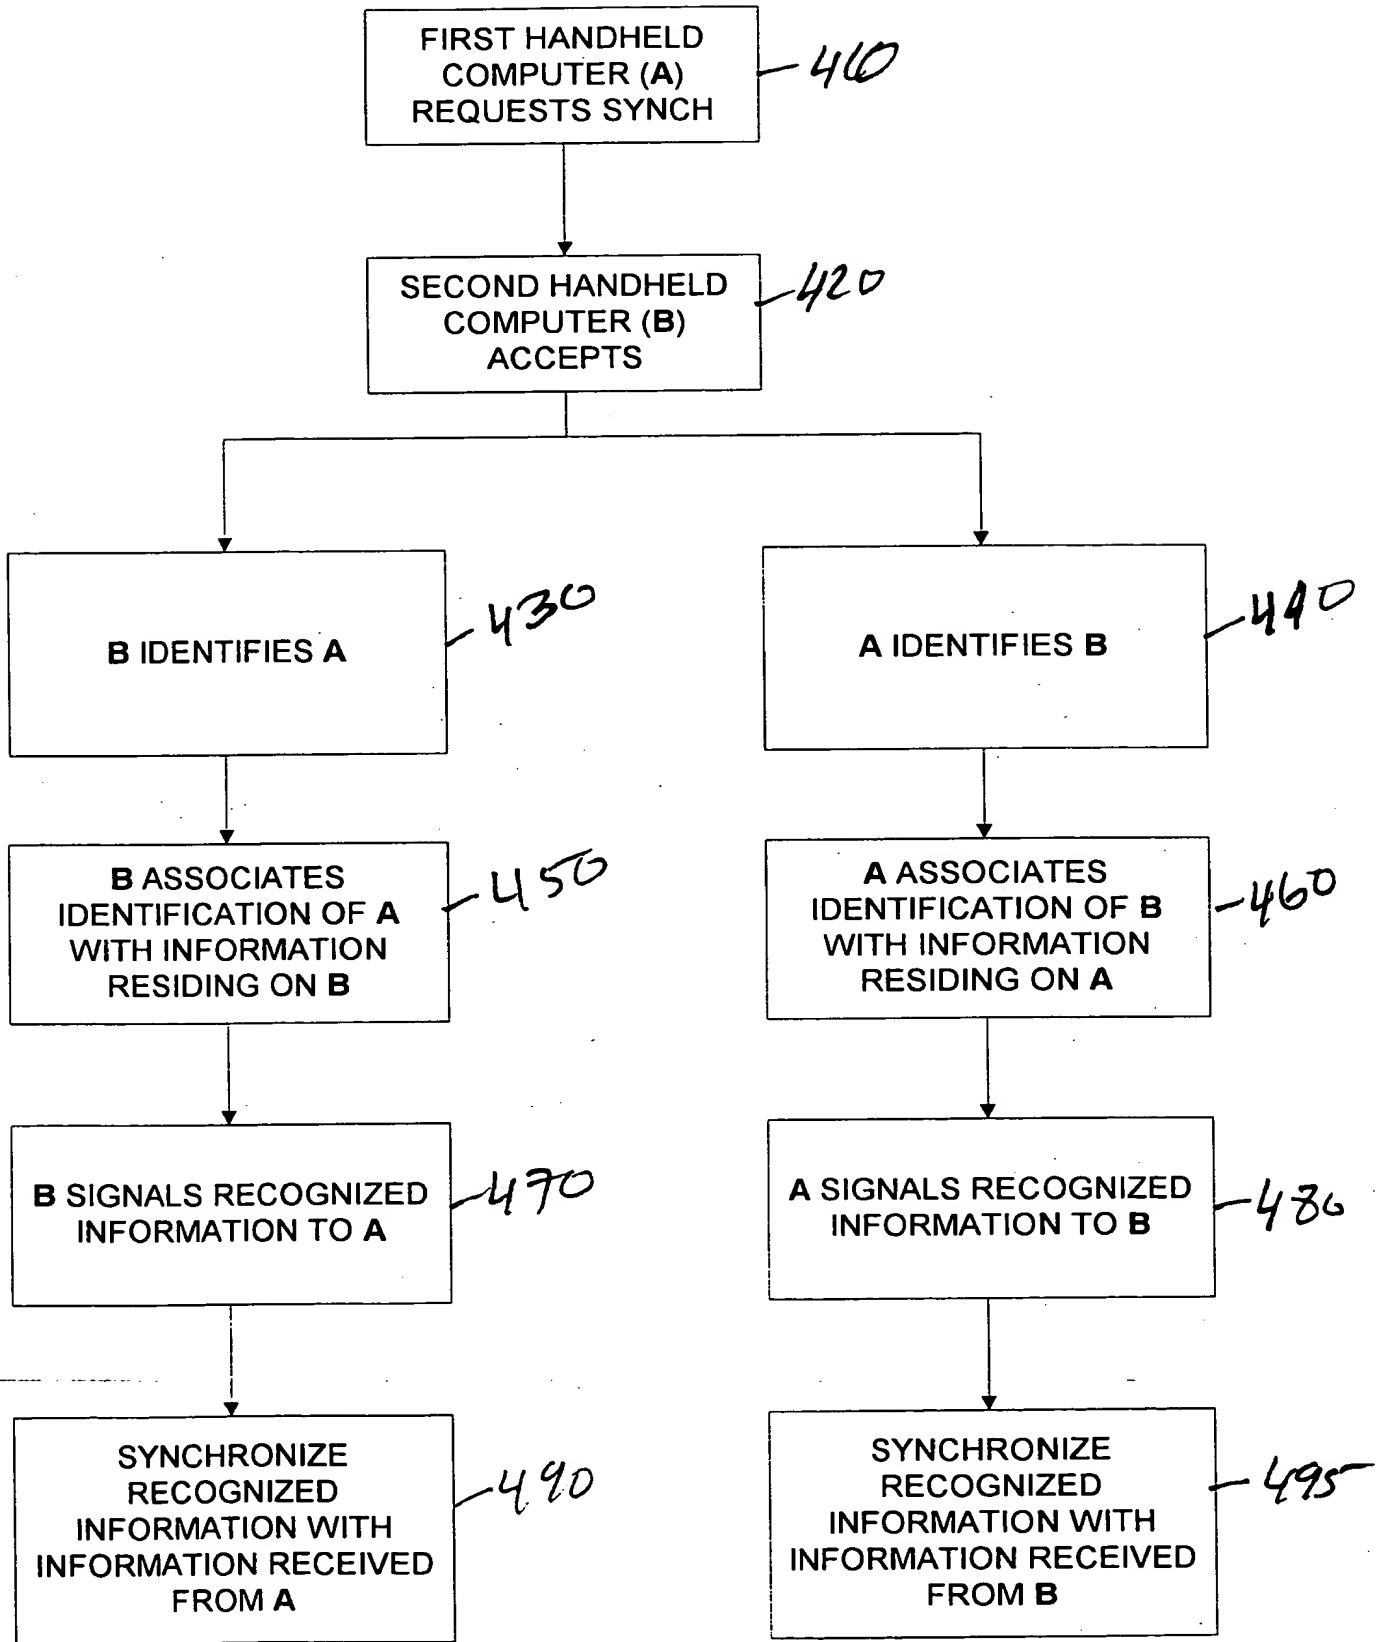 FIRST HANDHELD
COMPUTER (A)
REQUESTS SYNCH
410
SECOND HANDHELD
COMPUTER (B)
ACCEPTS
420
B IDENTIFIES A
430
A IDENTIFIES B
440
B ASSOCIATES
IDENTIFICATION OF A
WITH INFORMATION
RESIDING ON B
450
A ASSOCIATES
IDENTIFICATION OF B
WITH INFORMATION
RESIDING ON A
460
B SIGNALS RECOGNIZED
INFORMATION TO A
470
A SIGNALS RECOGNIZED
INFORMATION TO B
480
SYNCHRONIZE
RECOGNIZED
INFORMATION WITH
INFORMATION RECEIVED
FROM A
490
SYNCHRONIZE
RECOGNIZED
INFORMATION WITH
INFORMATION RECEIVED
FROM B
495